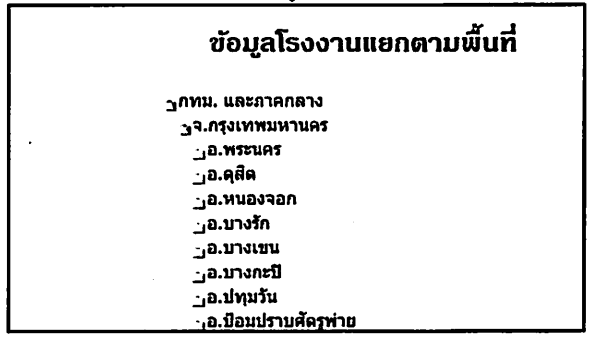 ข้อมูลโรงงานแยกตามพื้นที่
กทม. และภาคกลาง
จ.กรุงเทพมหานคร
อ.พระนคร
อ.ดุสิต
อ.หนองจอก
อ.บางรัก
อ.บางเขน
อ.บางกะปิ
อ.ปทุมวัน
อ.ป้อมปราบศัตรูพ่าย